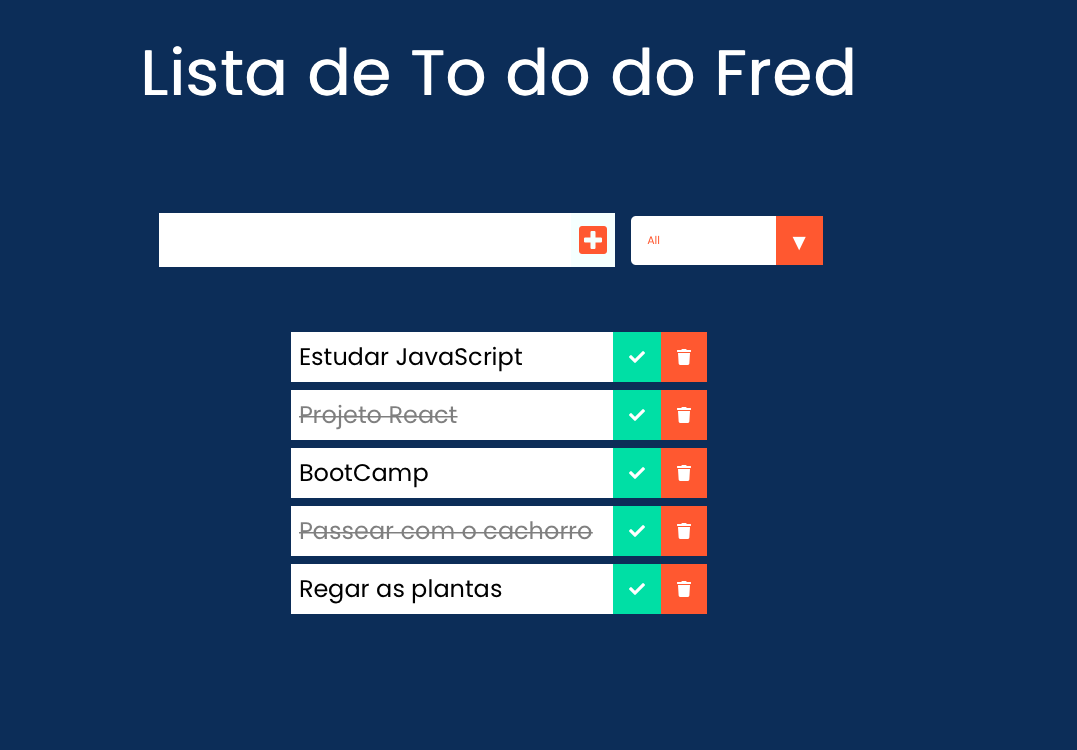 Lista de To do do Fred
All
Estudar JavaScript
Projeto React
BootCamp
Passear com o cachorro
Regar as plantas